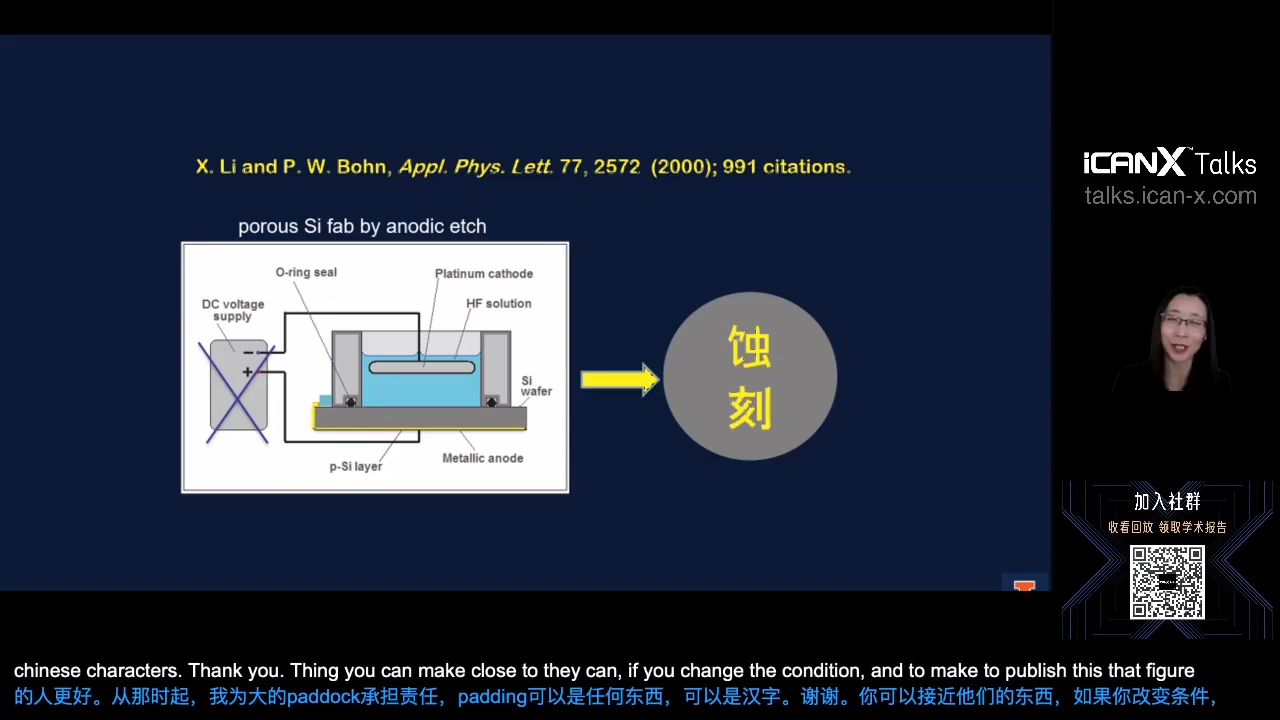 X. Li and P. W. Bohn, Appl. Phys. Lett. 77, 2572 (2000); 991 citations.
porous Si fab by anodic etch
O-ring seal
Platinum cathode
DC voltage
supply
HF solution
−
+
Si
wafer
p-Si layer
Metallic anode
蚀
刻
iCANX™ Talks
talks.ican-x.com
加入社群
收看回放 领取学术报告
chinese characters. Thank you. Thing you can make close to they can, if you change the condition, and to make to publish this that figure
的人更好。从那时起，我为大的paddock承担责任，padding可以是任何东西，可以是汉字。谢谢。你可以接近他们的东西，如果你改变条件，